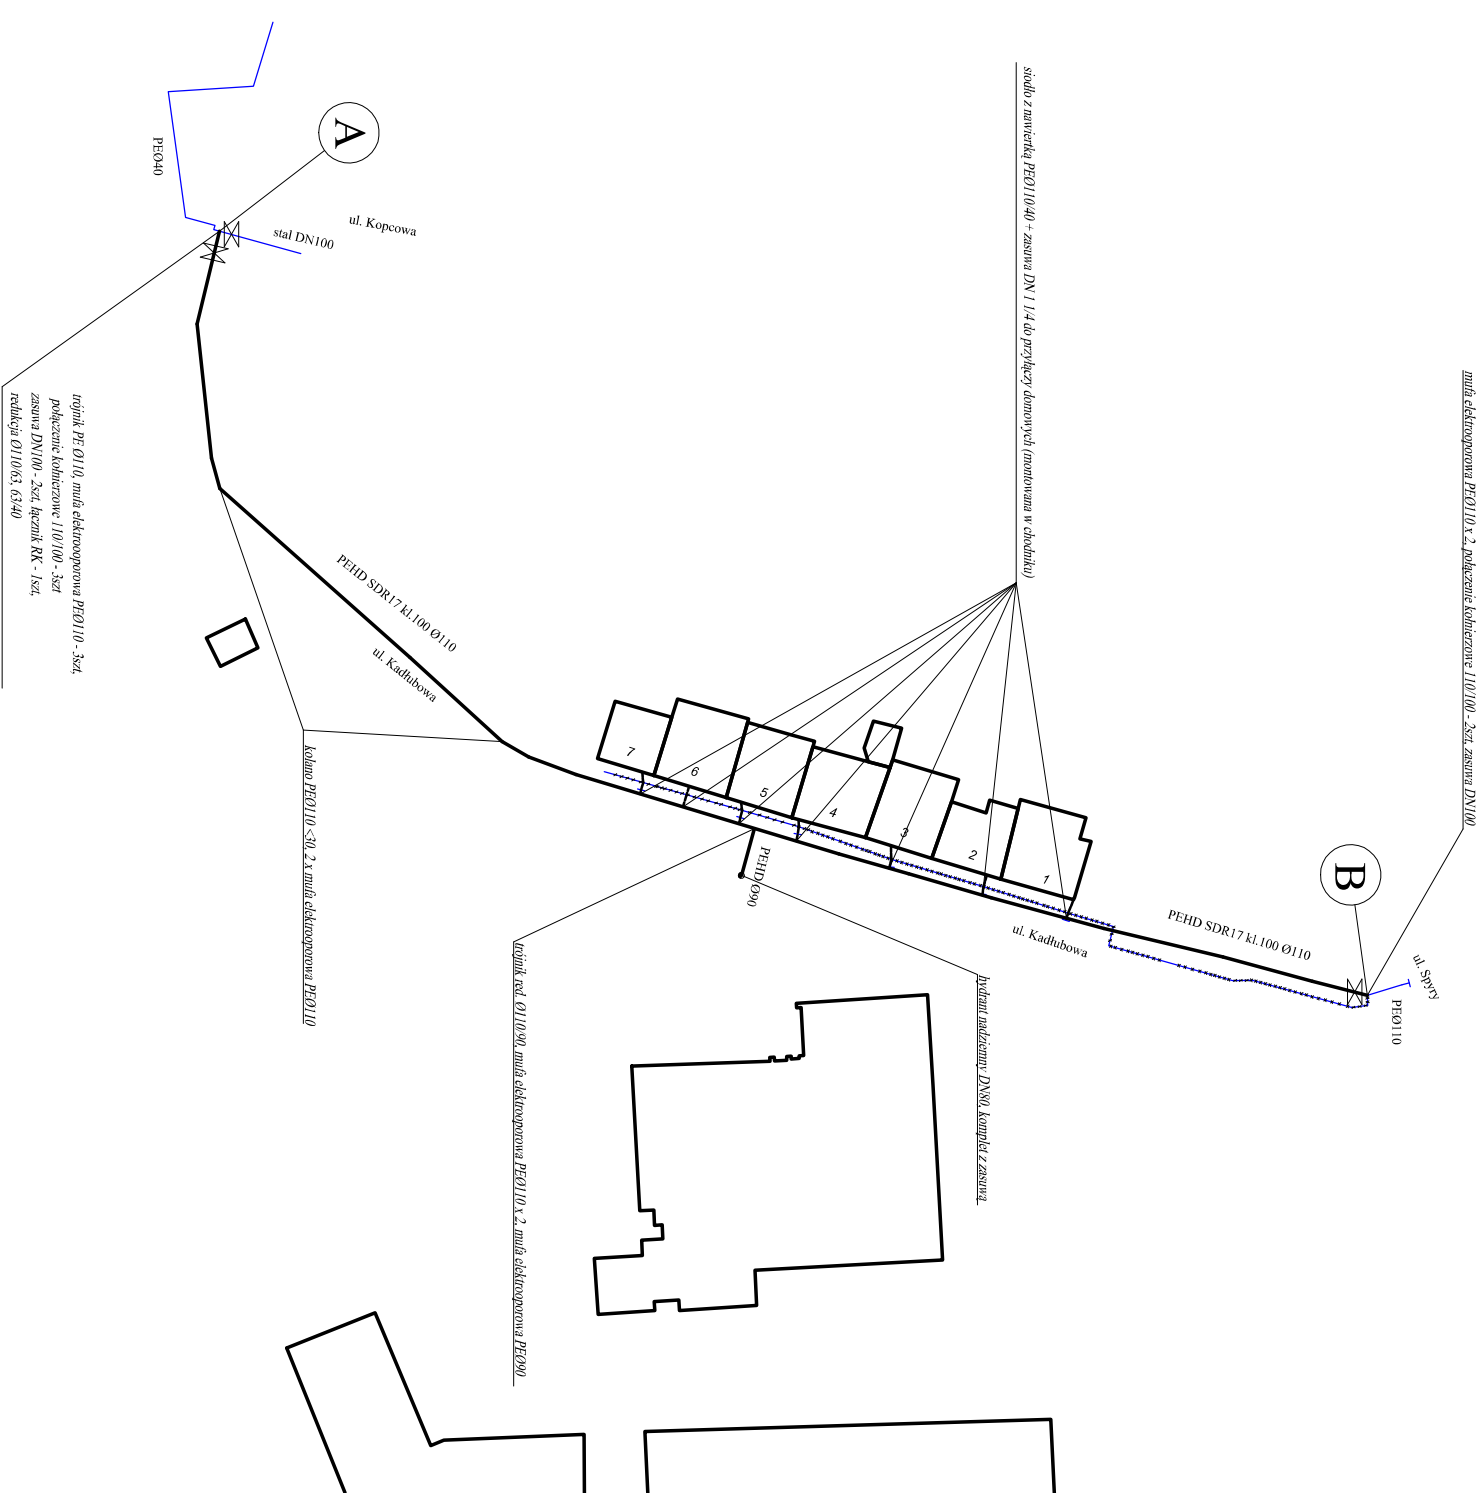 A
PEØ40
stal DN100
ul. Kopcowa
siodło z nawiertką PEØ110/40 + zasuwa DN 1 1/4 do przyłączy domowych (montowana w chodniku)
mufa elektrooporowa PEØ110 x 2, połączenie kołnierzowe 110/100 - 2szt, zasuwa DN100
trójnik PE Ø110, mufa elektrooporowa PEØ110 - 3szt,
połączenie kołnierzowe 110/100 - 3szt
zasuwa DN100 - 2szt, łącznik RK - 1szt,
redukcja Ø110/63, 63/40
PEHD SDR17 kl.100 Ø110
ul. Kadłubowa
kolano PEØ110 <30, 2 x mufa elektrooporowa PEØ110
7
6
5
4
3
2
1
PEHD Ø90
B
PEHD SDR17 kl.100 Ø110
ul. Kadłubowa
ul. Spyry
PEØ110
trójnik red. Ø110/90, mufa elektrooporowa PEØ110 x 2, mufa elektrooporowa PEØ90
hydrant nadziemny DN80, komplet z zasuwą